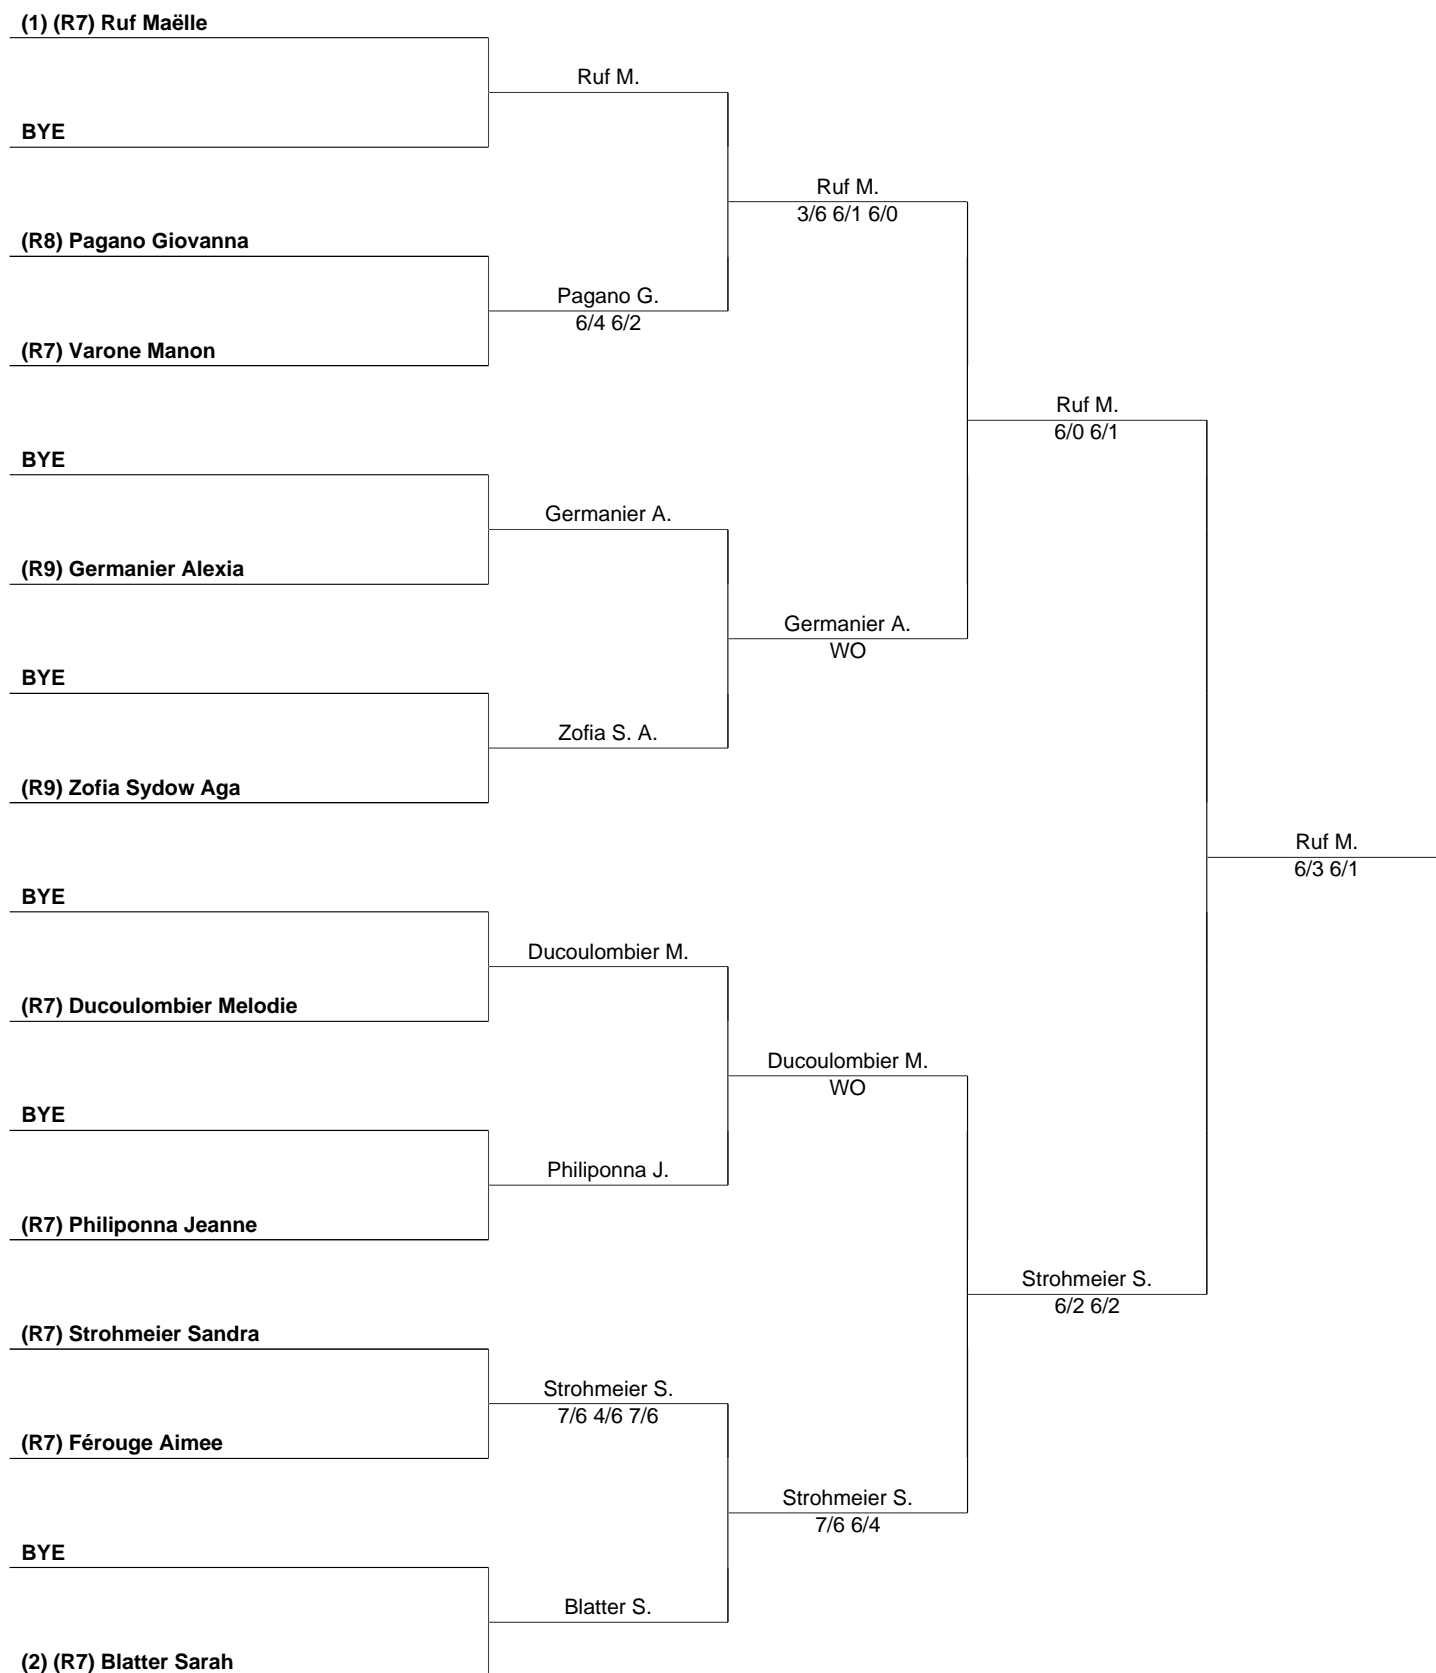 (1) (R7) Ruf Maëlle
Ruf M.
BYE
Ruf M.
3/6 6/1 6/0
(R8) Pagano Giovanna
Pagano G.
6/4 6/2
(R7) Varone Manon
Ruf M.
6/0 6/1
BYE
Germanier A.
(R9) Germanier Alexia
Germanier A.
WO
BYE
Zofia S. A.
(R9) Zofia Sydow Aga
Ruf M.
6/3 6/1
BYE
Ducoulombier M.
(R7) Ducoulombier Melodie
Ducoulombier M.
WO
BYE
Philiponna J.
(R7) Philiponna Jeanne
Strohmeier S.
6/2 6/2
(R7) Strohmeier Sandra
Strohmeier S.
7/6 4/6 7/6
(R7) Férouge Aimee
Strohmeier S.
7/6 6/4
BYE
Blatter S.
(2) (R7) Blatter Sarah